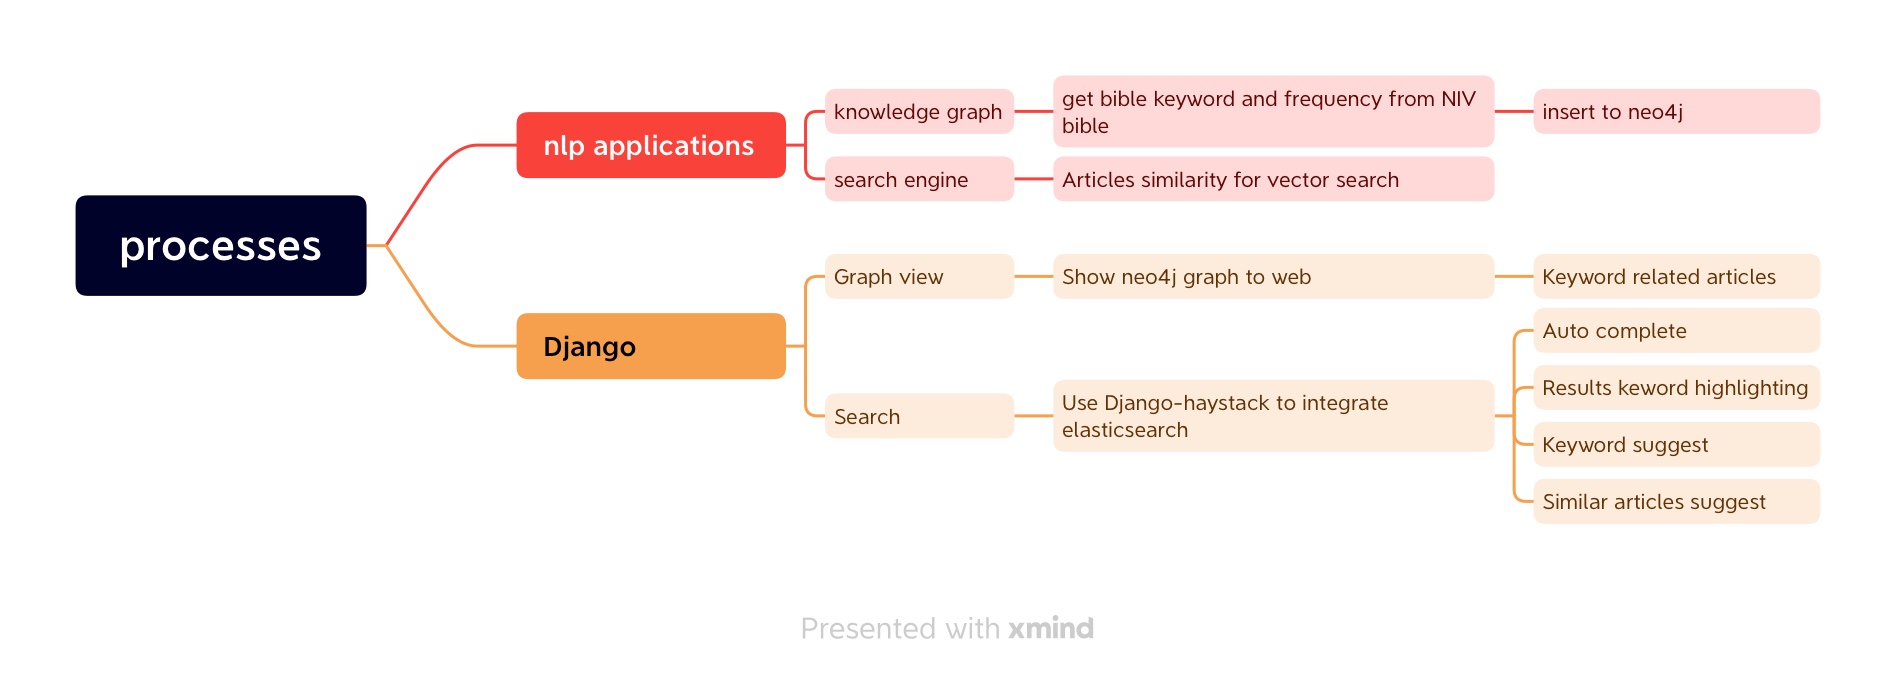 processes
nlp applications
knowledge graph
get bible keyword and frequency from NIV
bible
insert to neo4j
search engine
Articles similarity for vector search
Django
Graph view
Show neo4j graph to web
Keyword related articles
Search
Use Django-haystack to integrate
elasticsearch
Auto complete
Results keword highlighting
Keyword suggest
Similar articles suggest
Presented with xmind